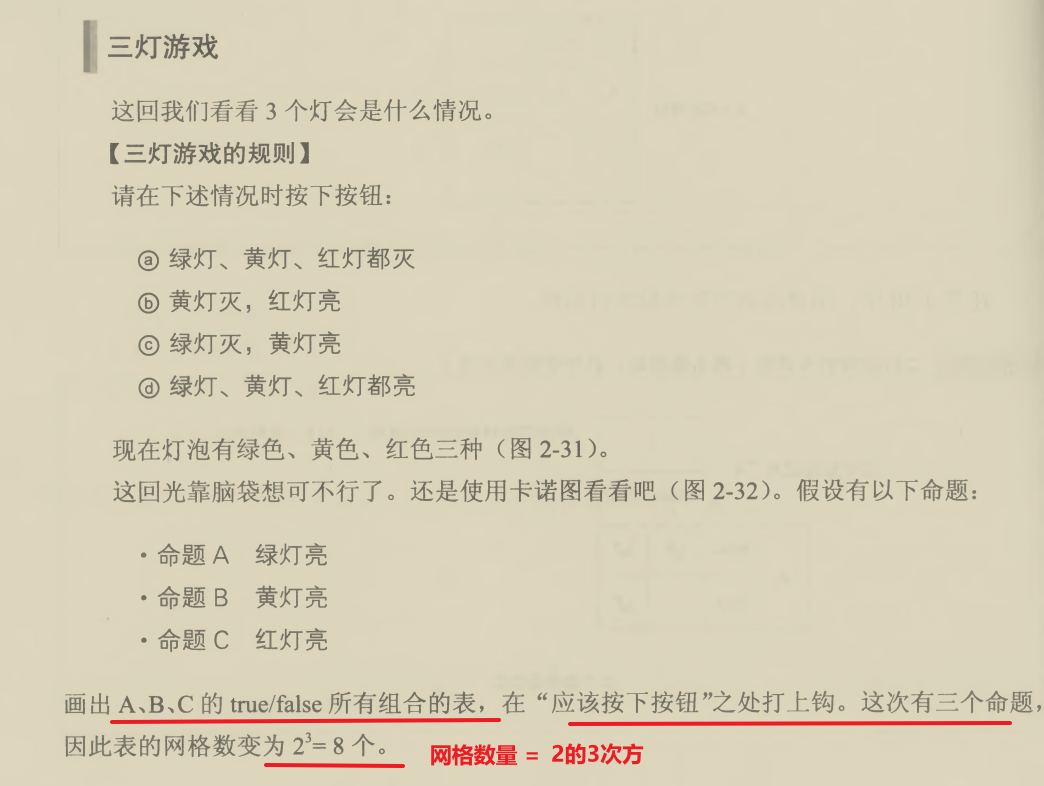 三灯游戏
这回我们看看 3 个灯会是什么情况。
【三灯游戏的规则】
请在下述情况时按下按钮：
ⓐ 绿灯、黄灯、红灯都灭
ⓑ 黄灯灭，红灯亮
ⓒ 绿灯灭，黄灯亮
ⓓ 绿灯、黄灯、红灯都亮
现在灯泡有绿色、黄色、红色三种（图 2-31）。
这回光靠脑袋想可不行了。还是使用卡诺图看看吧（图 2-32）。假设有以下命题：
・命题 A 绿灯亮
・命题 B 黄灯亮
・命题 C 红灯亮
画出 A、B、C 的 true/false 所有组合的表，在“应该按下按钮”之处打上钩。这次有三个命题，
因此表的网格数变为 2³= 8 个。
网格数量 = 2的3次方